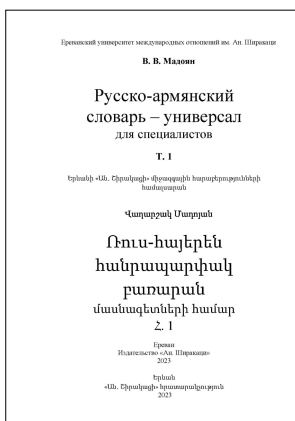 Ереванский университет международных отношений им. Ан. Ширакаци
В. В. Мадоян
Русско-армянский
словарь – универсал
для специалистов
Т. 1
Երևանի «Ան. Շիրակացի» միջազգային հարաբերությունների
համալսարան
Վաղարշակ Մադոյան
Ռուս-հայերեն
հանրապարփակ
բառարան
մասնագետների համար
Հ. 1
Ереван
Издательство «Ан. Ширакаци»
2023
Երևան
«Ան. Շիրակացի» հրատարակչություն
2023